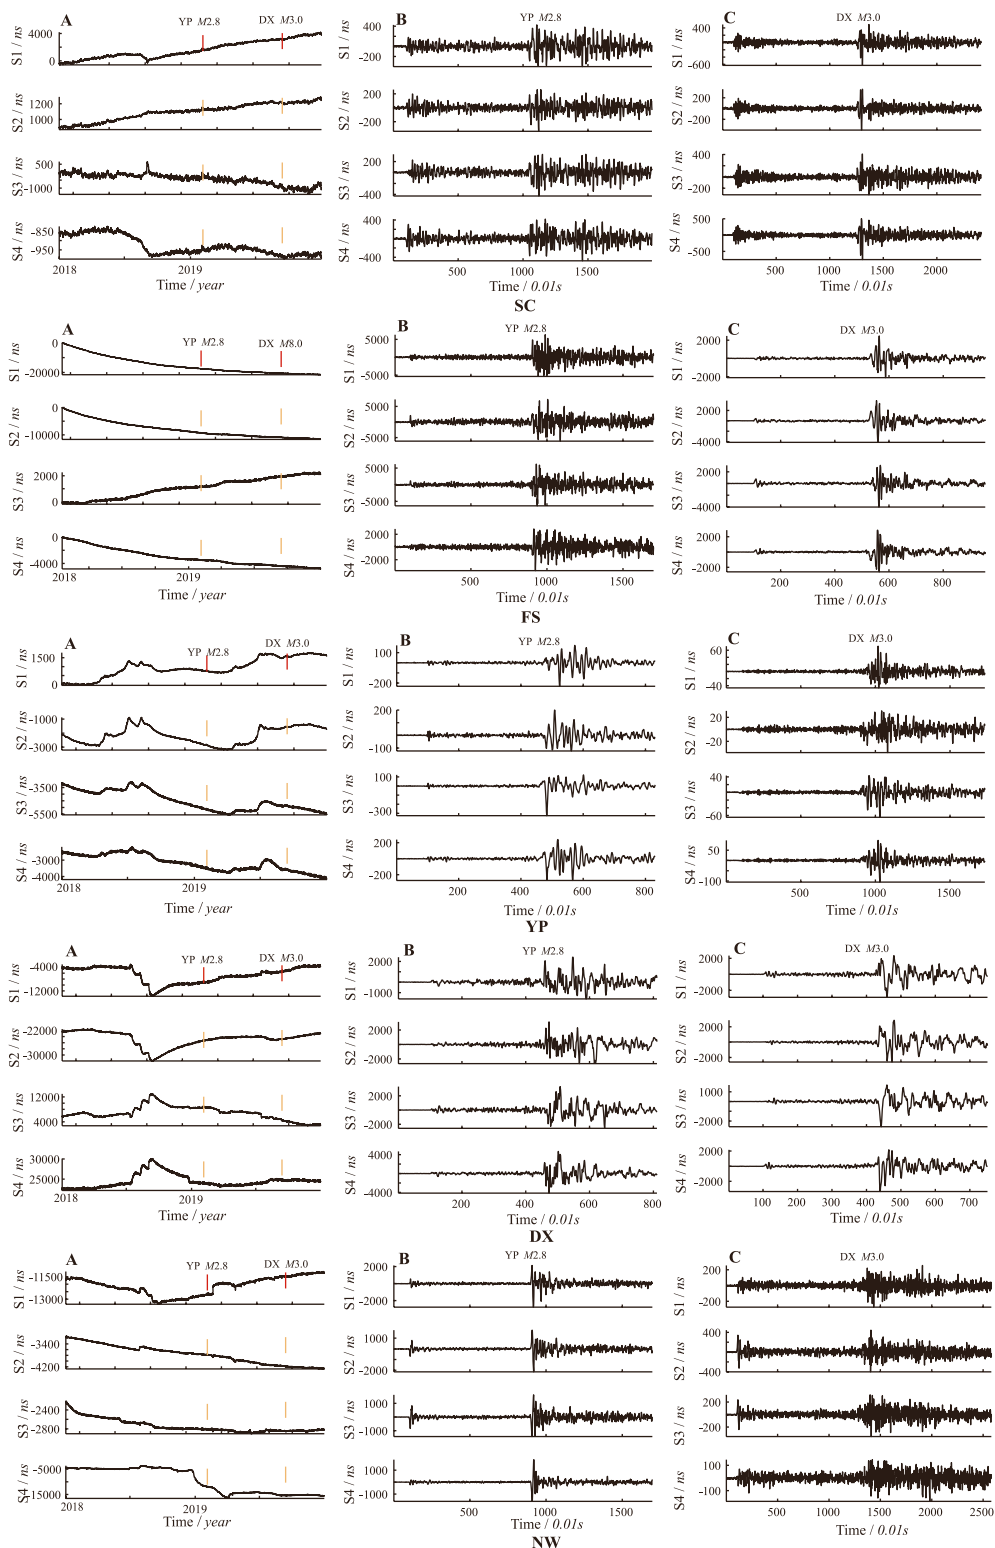 A
YP M2.8
DX M3.0
S1 / ns
4000
0
S2 / ns
1200
1000
S3 / ns
500
-1000
S4 / ns
-850
-950
2018
2019
Time / year
B
YP M2.8
S1 / ns
400
-200
S2 / ns
200
-200
S3 / ns
200
-400
S4 / ns
400
-400
500
1000
1500
Time / 0.01s
C
DX M3.0
S1 / ns
400
-600
S2 / ns
200
-200
S3 / ns
400
-200
S4 / ns
500
-500
500
1000
1500
2000
Time / 0.01s
SC
A
YP M2.8
DX M8.0
S1 / ns
0
-20000
S2 / ns
0
-10000
S3 / ns
2000
0
S4 / ns
0
-4000
2018
2019
Time / year
B
YP M2.8
S1 / ns
5000
-5000
S2 / ns
5000
-5000
S3 / ns
5000
-5000
S4 / ns
2000
-2000
500
1000
1500
Time / 0.01s
C
DX M3.0
S1 / ns
2000
-2000
S2 / ns
2000
-4000
S3 / ns
2000
-4000
S4 / ns
2000
-2000
200
400
600
800
Time / 0.01s
FS
A
YP M2.8
DX M3.0
S1 / ns
1500
0
S2 / ns
-1000
-3000
S3 / ns
-3500
-5500
S4 / ns
-3000
-4000
2018
2019
Time / year
B
YP M2.8
S1 / ns
100
-200
S2 / ns
200
-100
S3 / ns
100
-300
S4 / ns
200
-200
200
400
600
800
Time / 0.01s
C
DX M3.0
S1 / ns
60
-40
S2 / ns
20
-20
S3 / ns
40
-60
S4 / ns
50
-100
500
1000
1500
Time / 0.01s
YP
A
YP M2.8
DX M3.0
S1 / ns
-4000
-12000
S2 / ns
-22000
-30000
S3 / ns
12000
4000
S4 / ns
30000
25000
2018
2019
Time / year
B
YP M2.8
S1 / ns
2000
-1000
S2 / ns
2000
-2000
S3 / ns
2000
-2000
S4 / ns
4000
-4000
200
400
600
800
Time / 0.01s
C
DX M3.0
S1 / ns
2000
-2000
S2 / ns
2000
-2000
S3 / ns
1000
-2000
S4 / ns
2000
-2000
100
200
300
400
500
600
700
Time / 0.01s
DX
A
YP M2.8
DX M3.0
S1 / ns
-11500
-13000
S2 / ns
-3400
-4200
S3 / ns
-2400
-2800
S4 / ns
-5000
-15000
2018
2019
Time / year
B
YP M2.8
S1 / ns
2000
-2000
S2 / ns
1000
-2000
S3 / ns
1000
-1000
S4 / ns
1000
-1000
500
1000
1500
Time / 0.01s
C
DX M3.0
S1 / ns
200
-200
S2 / ns
400
-400
S3 / ns
200
-200
S4 / ns
100
-100
500
1000
1500
2000
2500
Time / 0.01s
NW